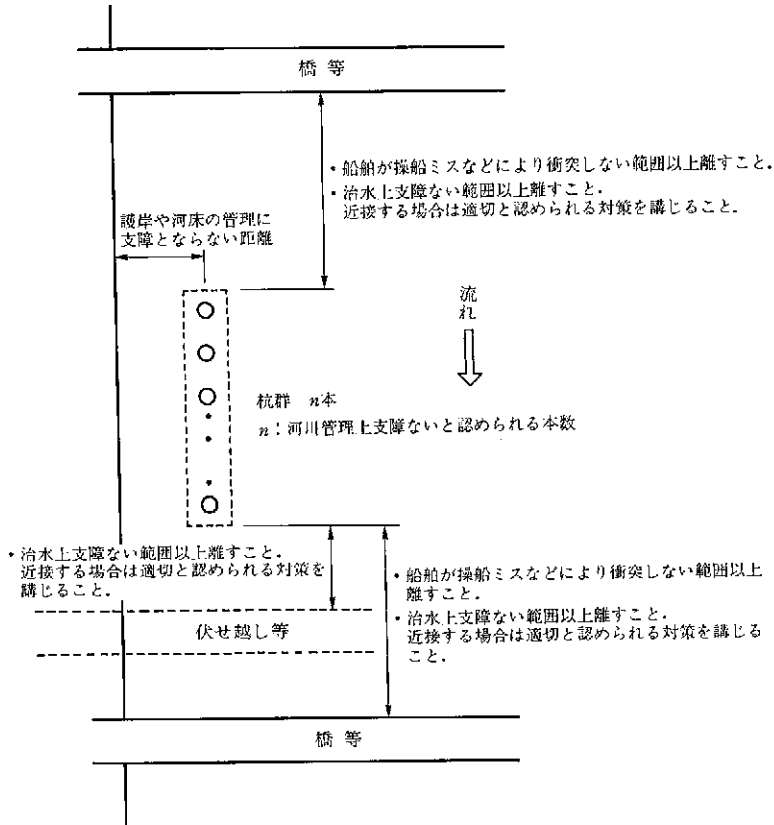 橋等
・船舶が操船ミスなどにより衝突しない範囲以上離すこと．
・治水上支障ない範囲以上離すこと．
近接する場合は適切と認められる対策を講じること．
護岸や河床の管理に
支障とならない距離
流れ
杭群 n本
n：河川管理上支障ないと認められる本数
・治水上支障ない範囲以上離すこと．
近接する場合は適切と認められる対策を
講じること．
・船舶が操船ミスなどにより衝突しない範囲以上
離すこと．
・治水上支障ない範囲以上離すこと．
近接する場合は適切と認められる対策を講じる
こと．
伏せ越し等
橋等